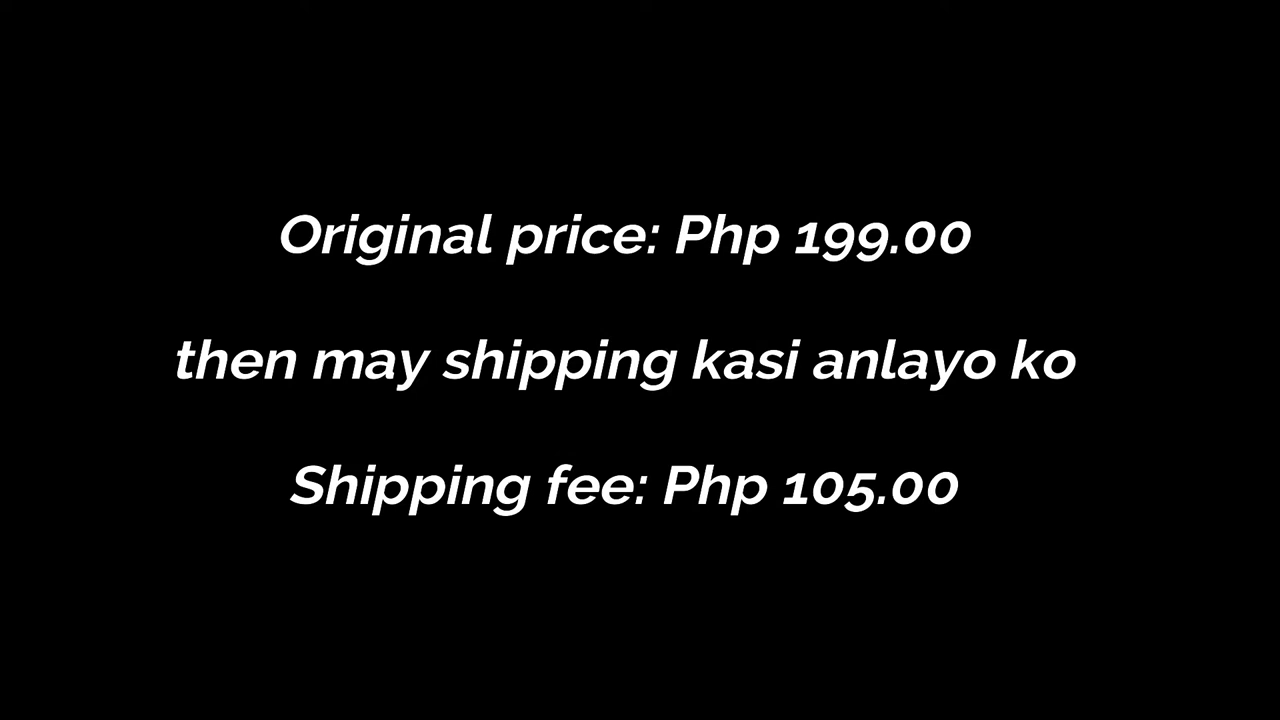 Original price: Php 199.00
then may shipping kasi anlayo ko
Shipping fee: Php 105.00